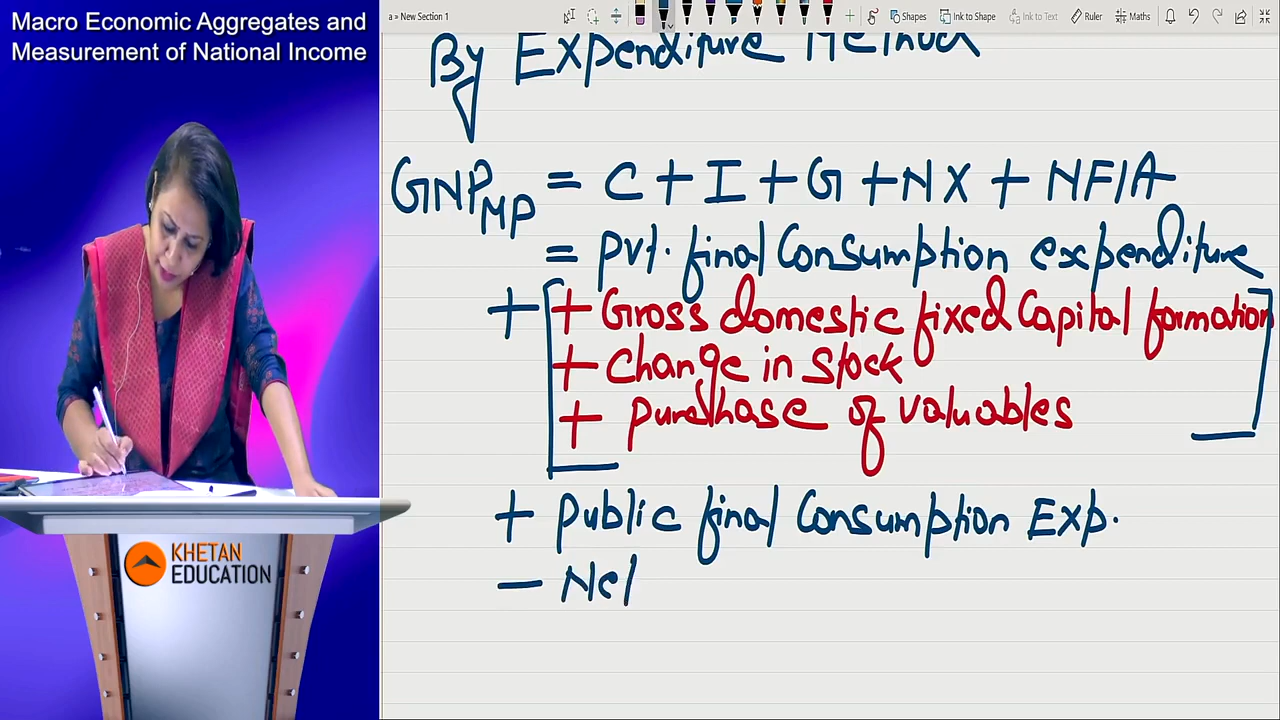 Macro Economic Aggregates and
Measurement of National Income
a » New Section 1
Shapes
Ink to Shape
Ink to Text
Ruler
Maths
By Expenditure Method
GNP MP = C + I + G + NX + NFIA
= Pvt. final Consumption expenditure
+ [ + Gross domestic fixed Capital formation
+ Change in stock
+ purchase of valuables ]
+ Public final Consumption Exp.
- Net
KHETAN
EDUCATION